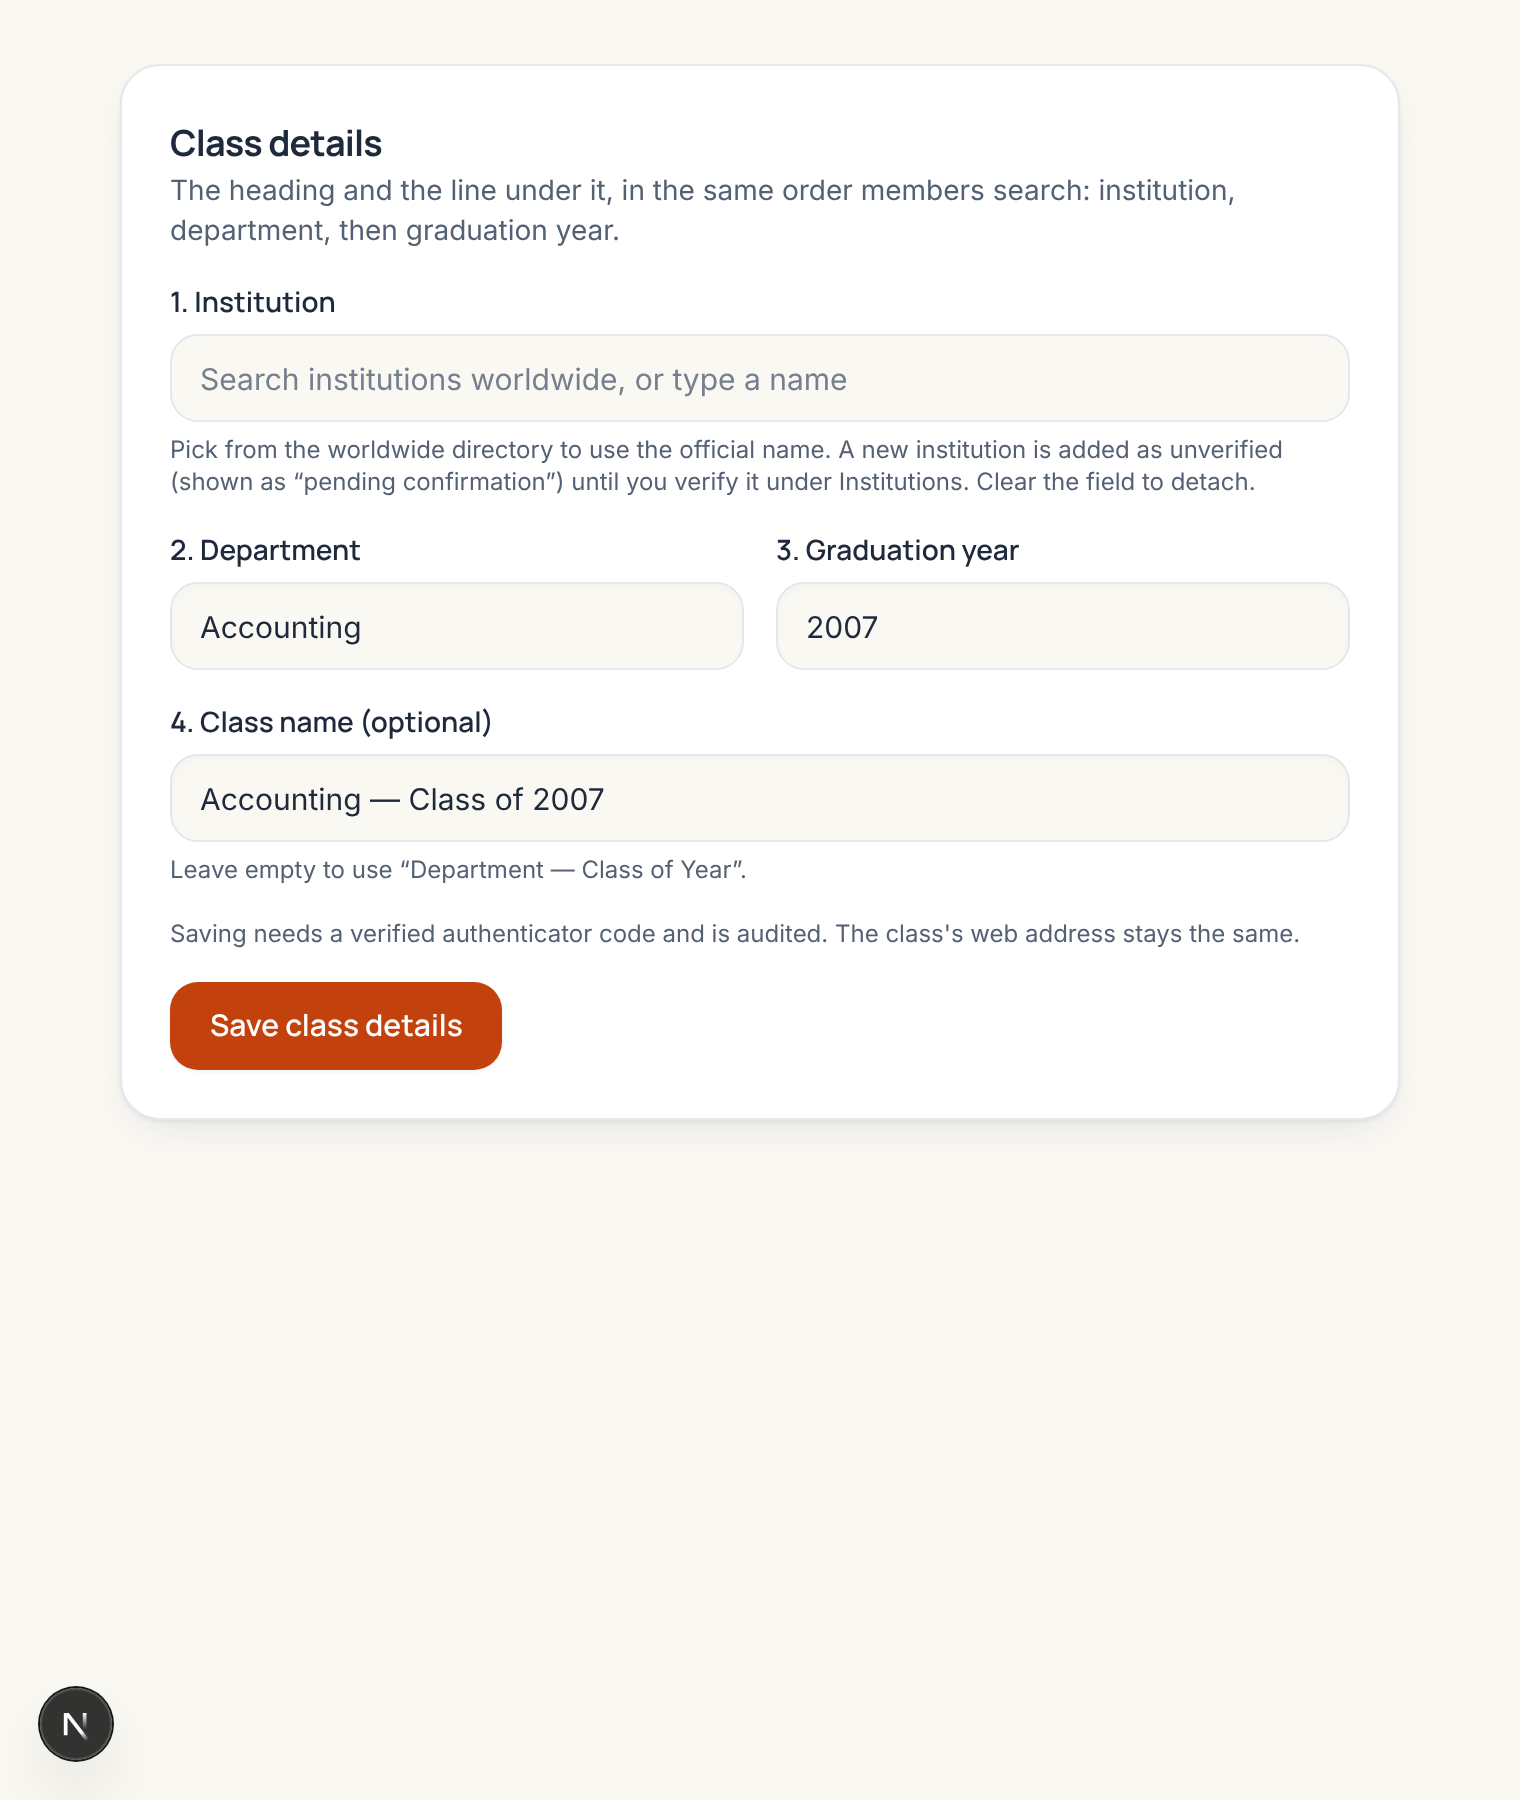 Class details
The heading and the line under it, in the same order members search: institution,
department, then graduation year.
1. Institution
Search institutions worldwide, or type a name
Pick from the worldwide directory to use the official name. A new institution is added as unverified
(shown as “pending confirmation”) until you verify it under Institutions. Clear the field to detach.
2. Department
3. Graduation year
Accounting
2007
4. Class name (optional)
Accounting — Class of 2007
Leave empty to use “Department — Class of Year”.
Saving needs a verified authenticator code and is audited. The class's web address stays the same.
Save class details
N